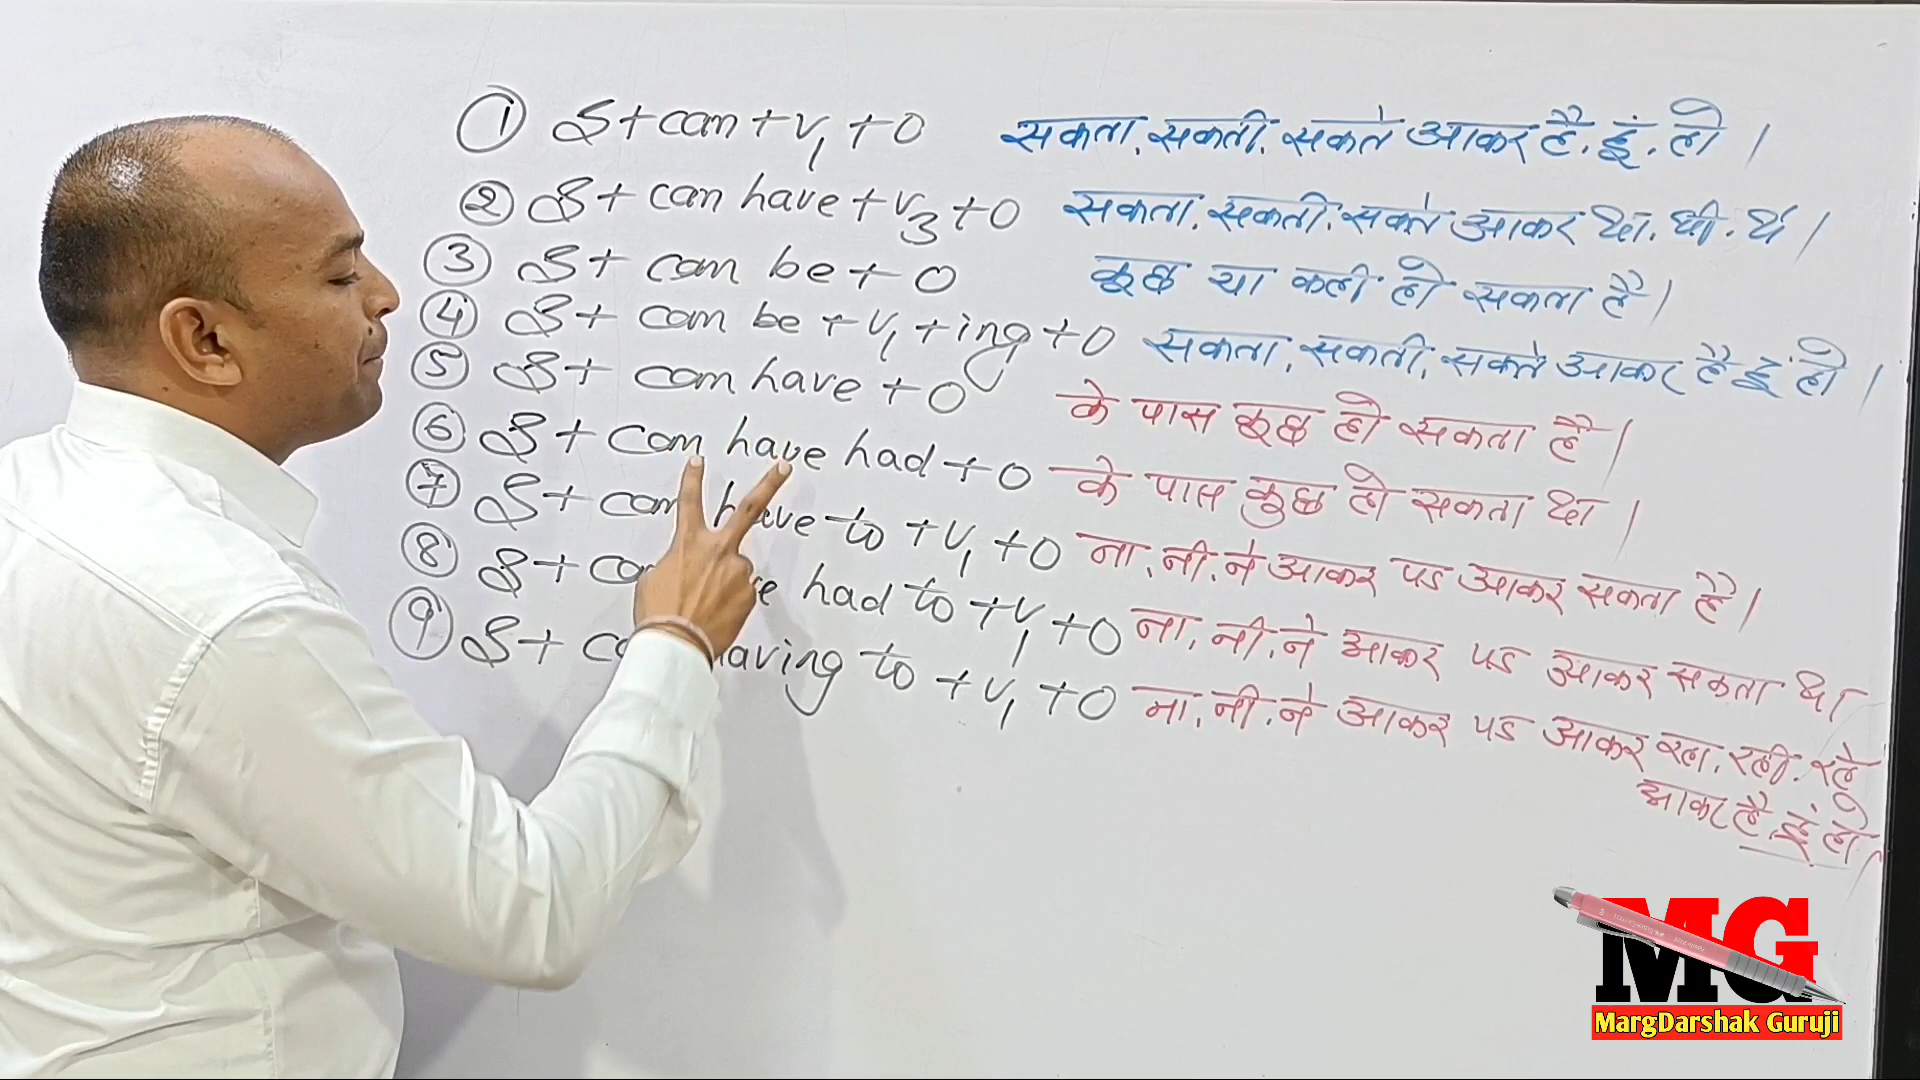 ① S+can+V1+O सकता, सकती, सकते आकर है, हूं, हो |
② S+ can have+V3+O सकता, सकती, सकते आकर था, थी, थे |
③ S+ can be+O कुछ या कहीं हो सकता है |
④ S+ can be+V1+ing+O सकता, सकती, सकते आकर है हूं हो |
⑤ S+ can have+O के पास कुछ हो सकता है |
⑥ S+ can have had+O के पास कुछ हो सकता था |
⑦ S+ can have to+V1+O ना, नी, ने आकर पड आकर सकता है |
⑧ S+ had to+V1+O ना, नी, ने आकर पड आकर सकता था
⑨ S+ having to+V1+O ना, नी, ने आकर पड आकर रहा, रही, रहे
आकर है, हूं हो |
MG
MargDarshak Guruji